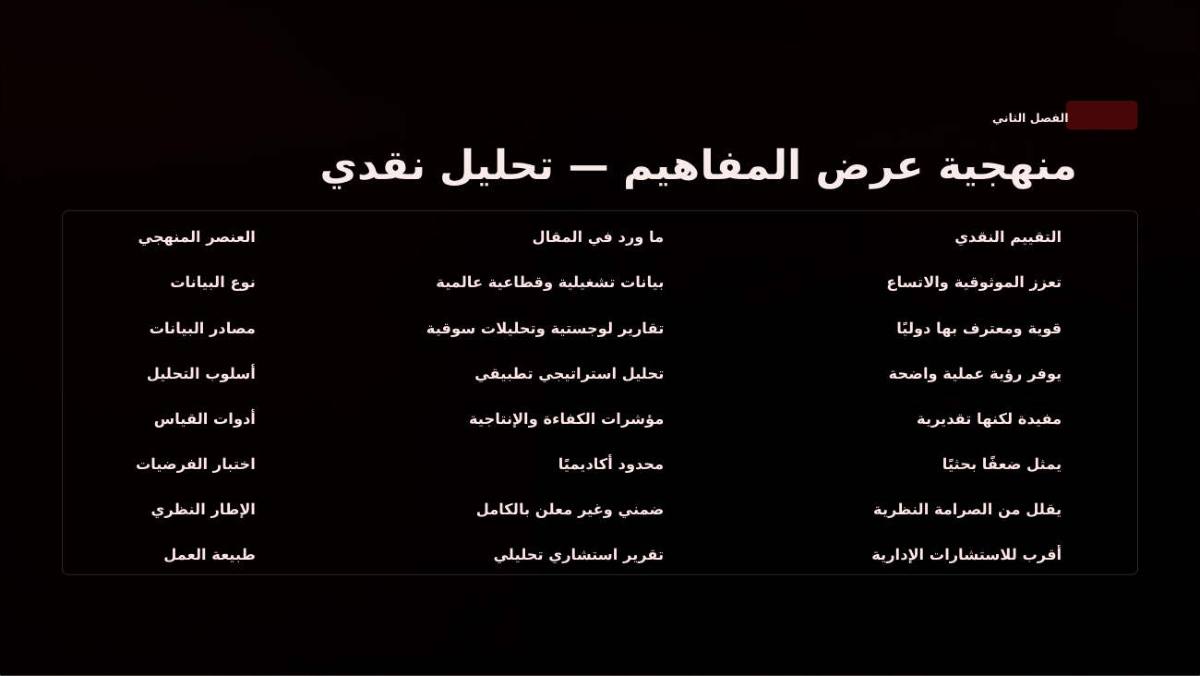 الفصل الثاني
منهجية عرض المفاهيم — تحليل نقدي
التقييم النقدي ما ورد في المقال العنصر المنهجي
تعزز الموثوقية والاتساع بيانات تشغيلية وقطاعية عالمية نوع البيانات
قوية ومعترف بها دوليًا تقارير لوجستية وتحليلات سوقية مصادر البيانات
يوفر رؤية عملية واضحة تحليل استراتيجي تطبيقي أسلوب التحليل
مفيدة لكنها تقديرية مؤشرات الكفاءة والإنتاجية أدوات القياس
يمثل ضعفًا بحثيًا محدود أكاديميًا اختبار الفرضيات
يقلل من الصرامة النظرية ضمني وغير معلن بالكامل الإطار النظري
أقرب للاستشارات الإدارية تقرير استشاري تحليلي طبيعة العمل